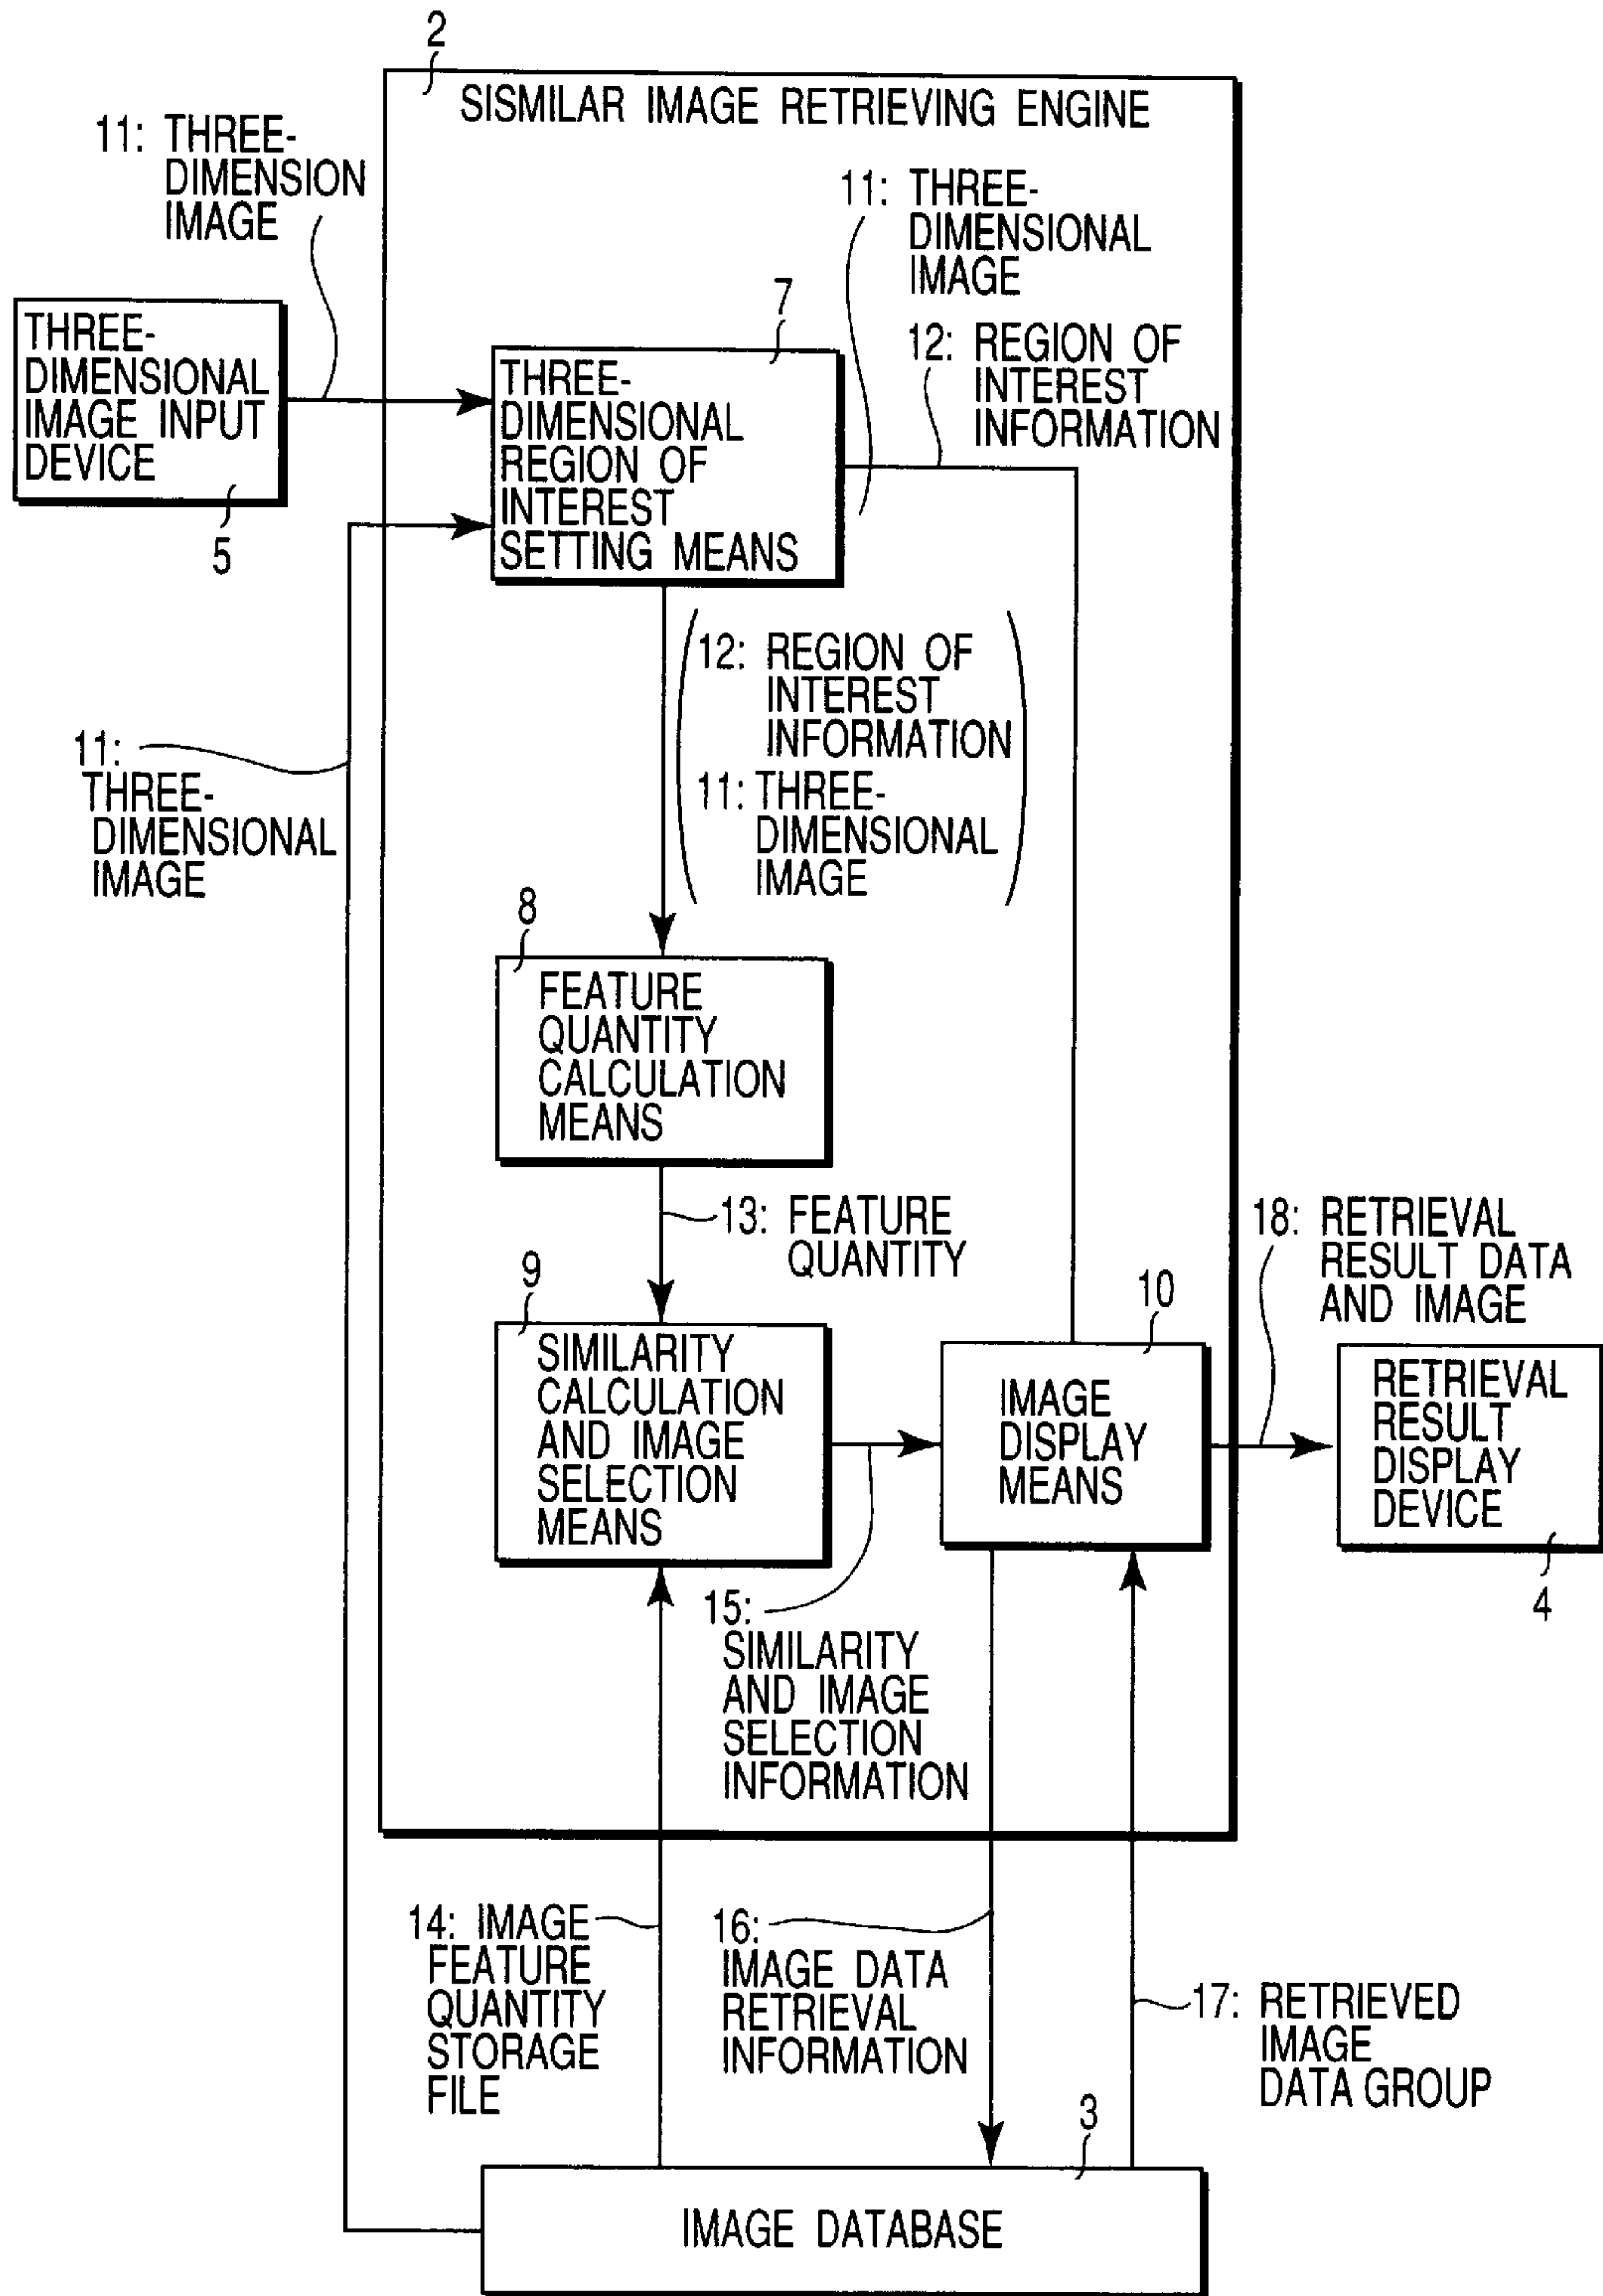 2
SISMILAR IMAGE RETRIEVING ENGINE
11: THREE-
DIMENSION
IMAGE
11: THREE-
DIMENSIONAL
IMAGE
7
12: REGION OF
INTEREST
INFORMATION
THREE-
DIMENSIONAL
IMAGE INPUT
DEVICE
5
THREE-
DIMENSIONAL
REGION OF
INTEREST
SETTING MEANS
12: REGION OF
INTEREST
INFORMATION
11: THREE-
DIMENSIONAL
IMAGE
11:
THREE-
DIMENSIONAL
IMAGE
8
FEATURE
QUANTITY
CALCULATION
MEANS
13: FEATURE
QUANTITY
18: RETRIEVAL
RESULT DATA
AND IMAGE
9
SIMILARITY
CALCULATION
AND IMAGE
SELECTION
MEANS
10
IMAGE
DISPLAY
MEANS
RETRIEVAL
RESULT
DISPLAY
DEVICE
4
15:
SIMILARITY
AND IMAGE
SELECTION
INFORMATION
14: IMAGE
FEATURE
QUANTITY
STORAGE
FILE
16:
IMAGE DATA
RETRIEVAL
INFORMATION
17: RETRIEVED
IMAGE
DATA GROUP
3
IMAGE DATABASE